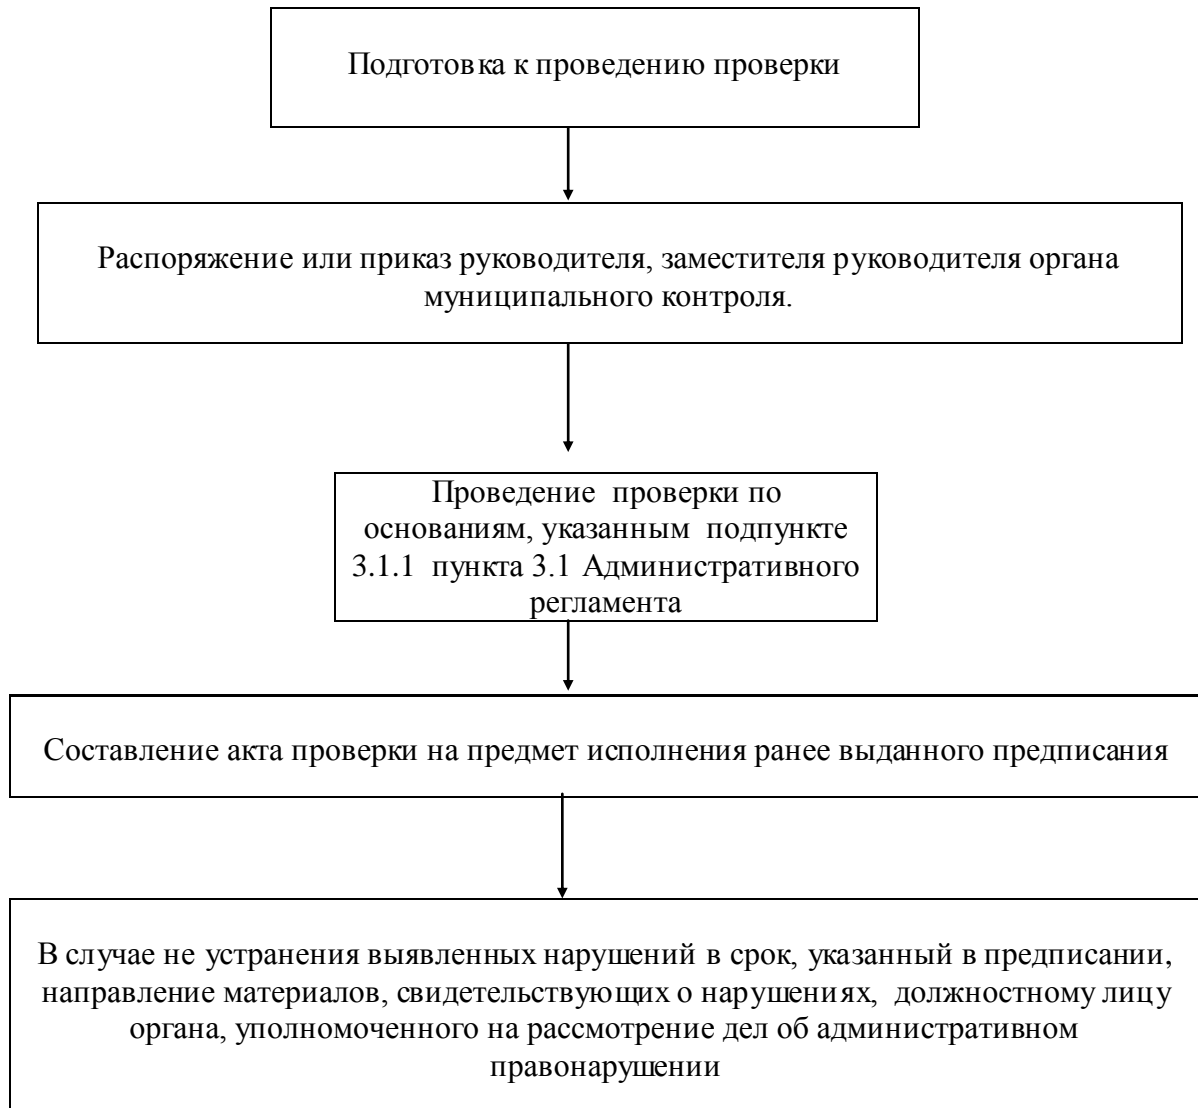 Подготовка к проведению проверки
Распоряжение или приказ руководителя, заместителя руководителя органа
муниципального контроля.
Проведение проверки по
основаниям, указанным подпункте
3.1.1 пункта 3.1 Административного
регламента
Составление акта проверки на предмет исполнения ранее выданного предписания
В случае не устранения выявленных нарушений в срок, указанный в предписании,
направление материалов, свидетельствующих о нарушениях, должностному лицу
органа, уполномоченного на рассмотрение дел об административном
правонарушении